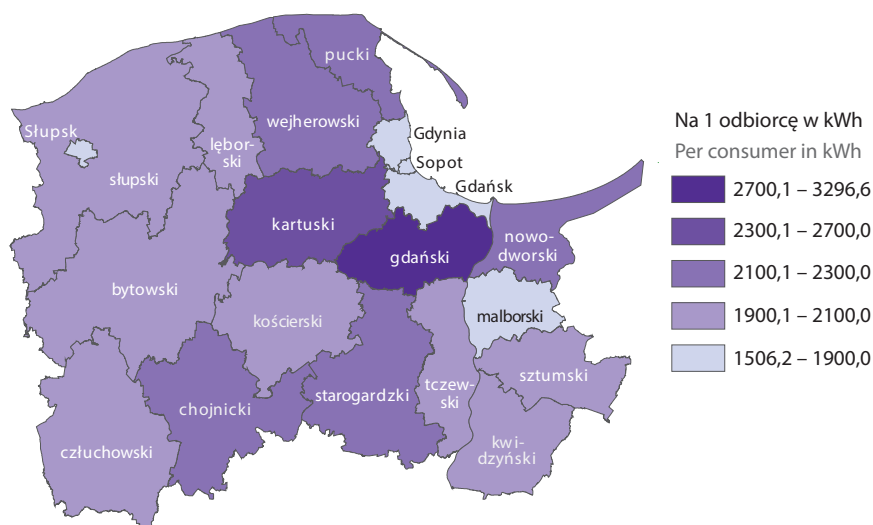 pucki
wejherowski
Gdynia
Słupsk
lębor-
ski
Sopot
słupski
Gdańsk
kartuski
nowo-
dworski
gdański
bytowski
kościerski
malborski
sztumski
tczew-
ski
starogardzki
chojnicki
kwi-
dzyński
człuchowski
Na 1 odbiorcę w kWh
Per consumer in kWh
2700,1 – 3296,6
2300,1 – 2700,0
2100,1 – 2300,0
1900,1 – 2100,0
1506,2 – 1900,0